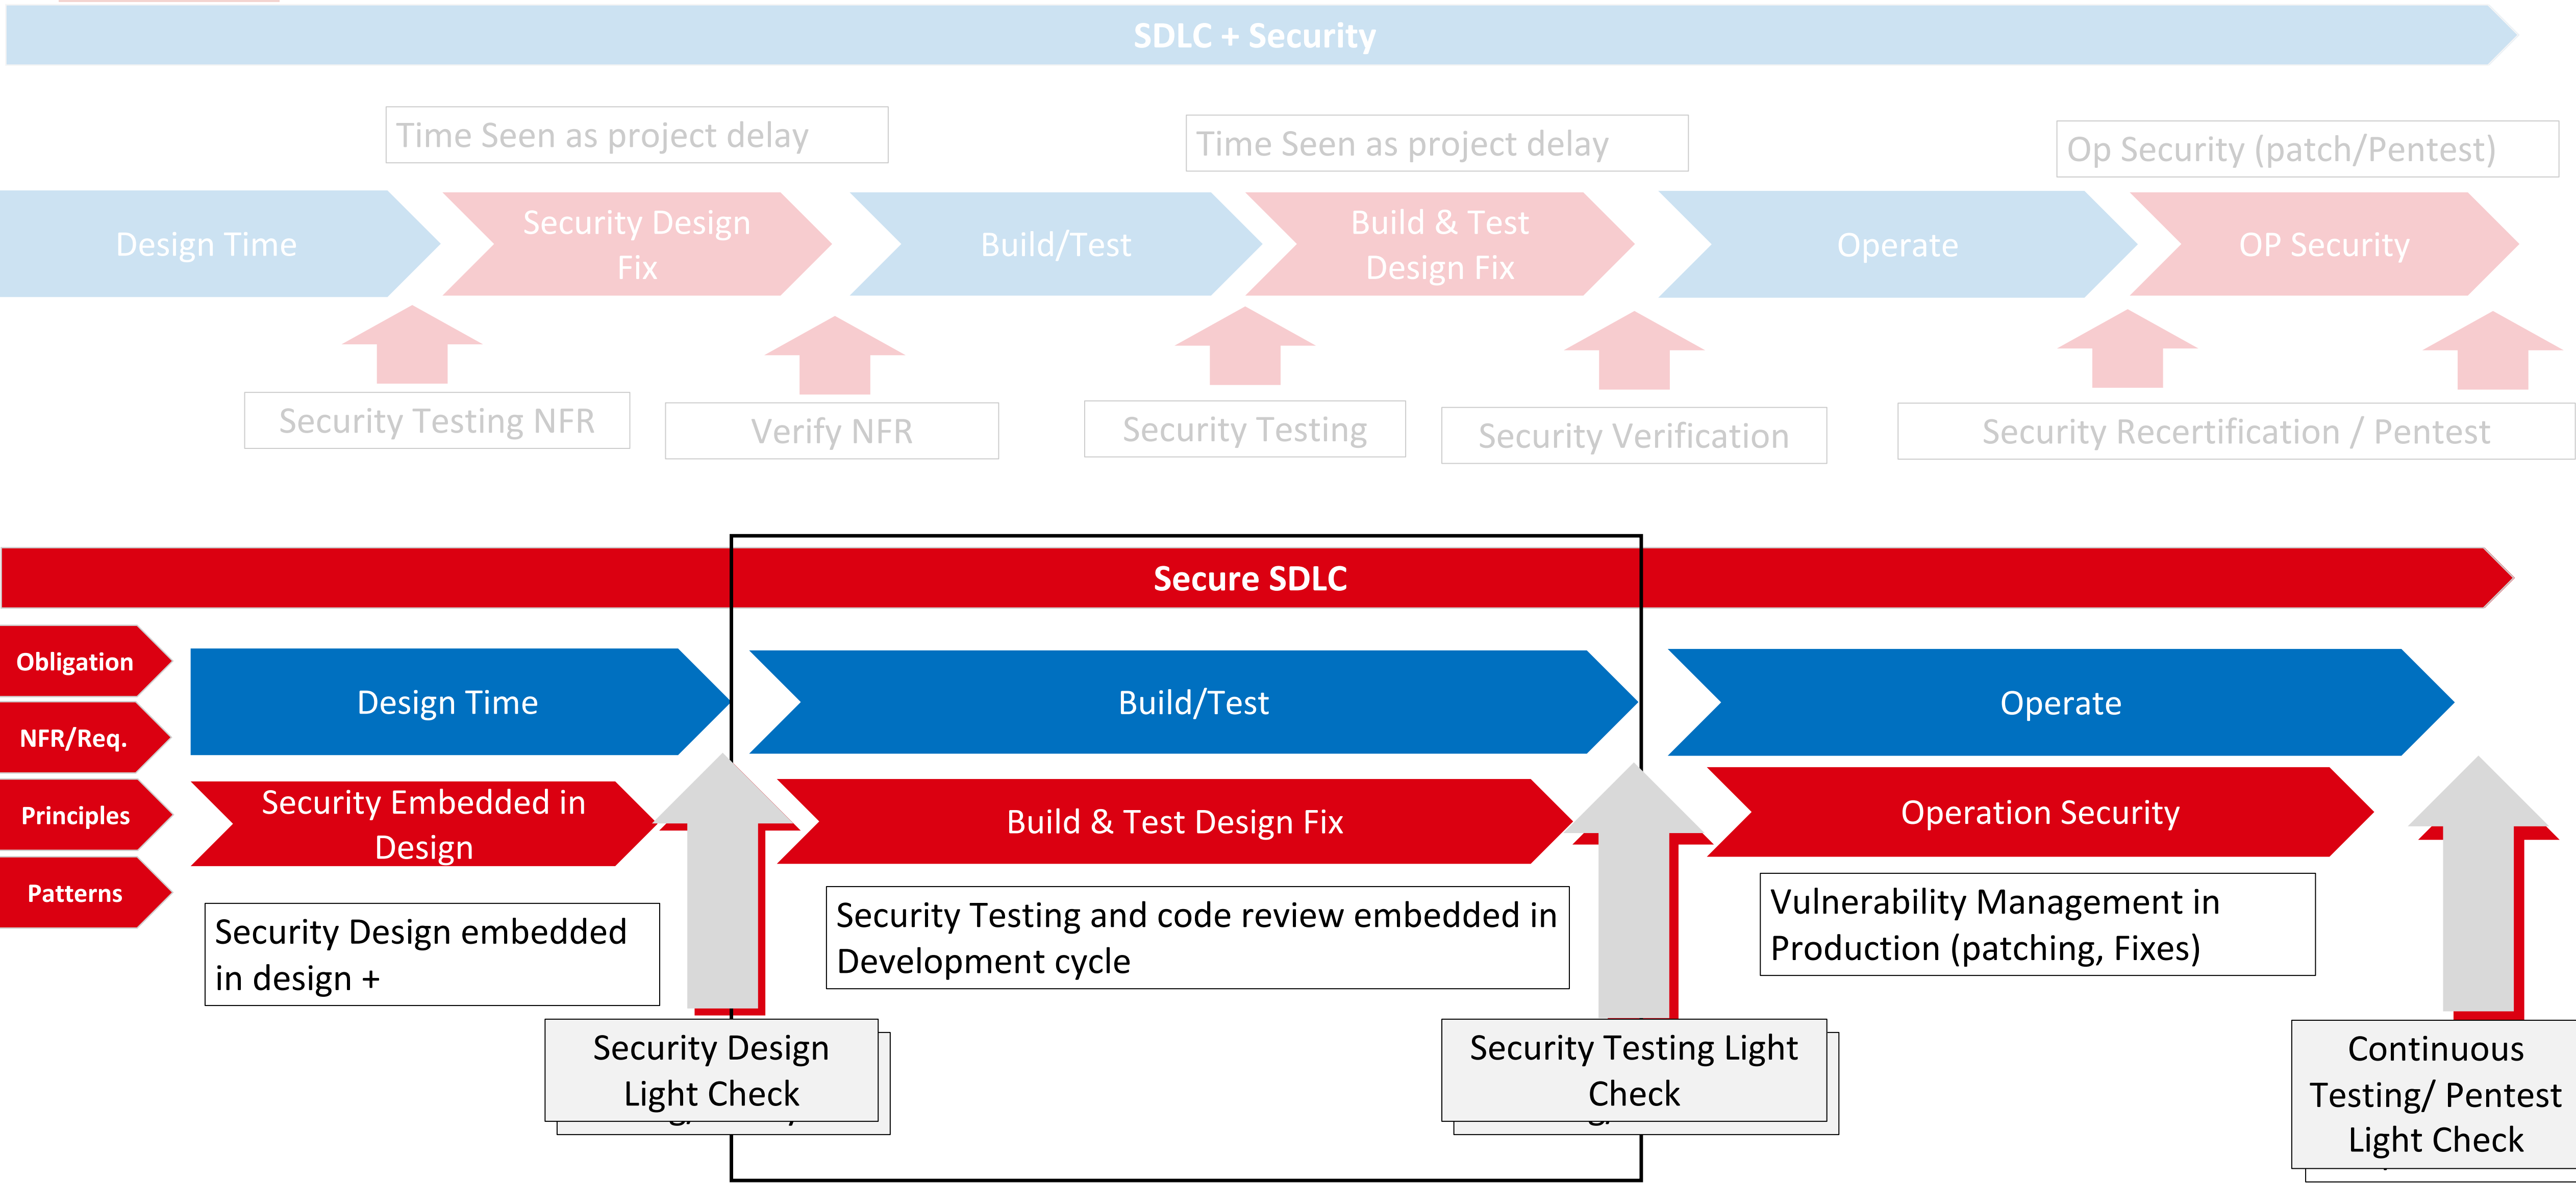 SDLC + Security
Time Seen as project delay
Time Seen as project delay
Op Security (patch/Pentest)
Design Time
Security Design
Fix
Build/Test
Build & Test
Design Fix
Operate
OP Security
Security Testing NFR
Verify NFR
Security Testing
Security Verification
Security Recertification / Pentest
Secure SDLC
Obligation
NFR/Req.
Principles
Patterns
Design Time
Build/Test
Operate
Security Embedded in
Design
Build & Test Design Fix
Operation Security
Security Design embedded
in design +
Security Testing and code review embedded in
Development cycle
Vulnerability Management in
Production (patching, Fixes)
Security Design
Light Check
Security Testing Light
Check
Continuous
Testing/ Pentest
Light Check